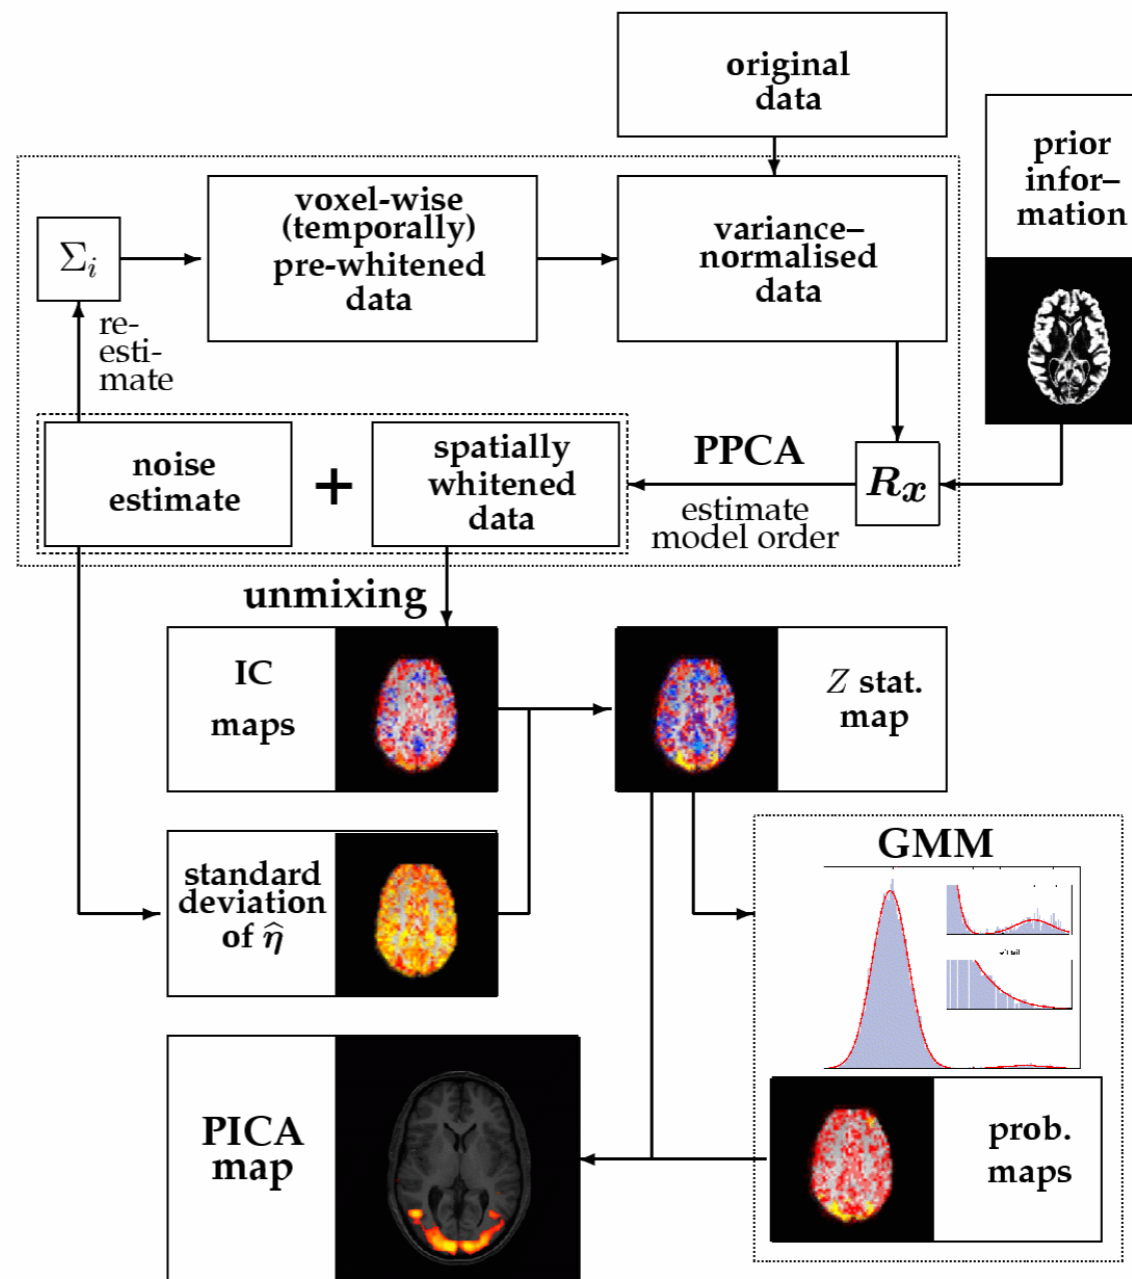 original
data
prior
infor–
mation
voxel-wise
(temporally)
pre-whitened
data
variance–
normalised
data
Σi
re-
esti-
mate
noise
estimate
+
spatially
whitened
data
PPCA
estimate
model order
Rx
unmixing
IC
maps
Z stat.
map
standard
deviation
of η̂
GMM
PICA
map
prob.
maps